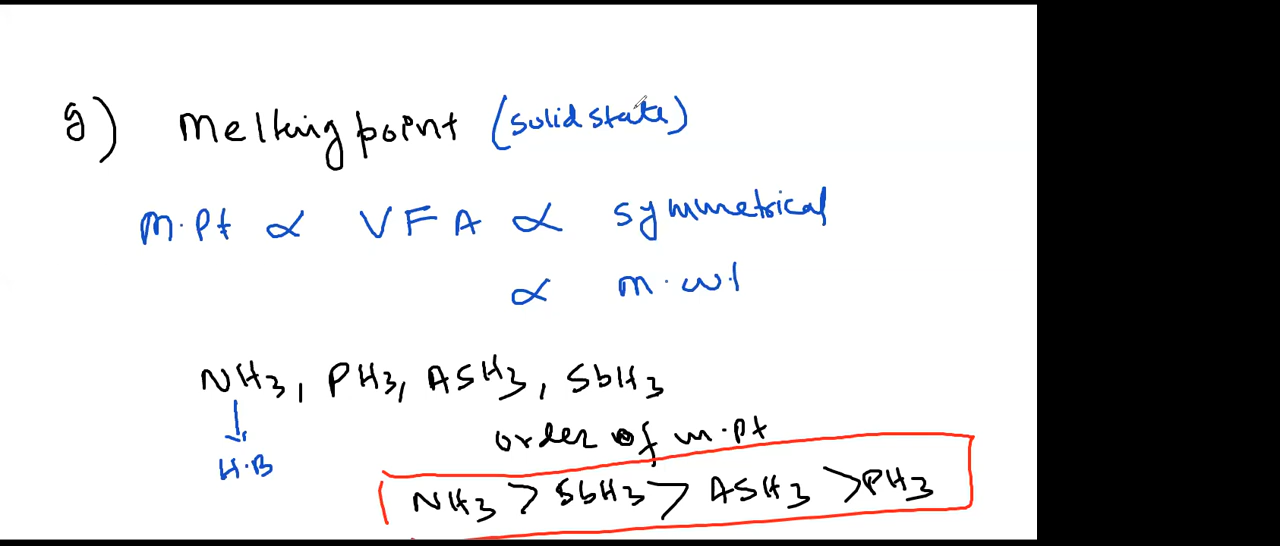 g) Melting point (solid state)
M.Pt ∝ VFA ∝ symmetrical
∝ m.wt
NH3, PH3, ASH3, SbH3
↓
H.B
order of m.pt
NH3 > SbH3 > ASH3 > PH3